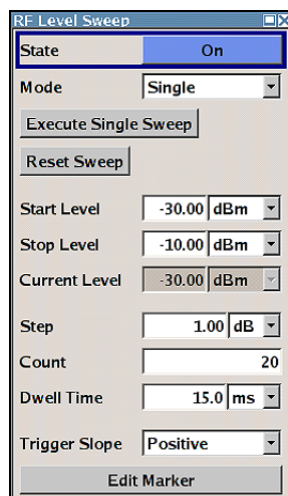 RF Level Sweep
State On
Mode Single
Execute Single Sweep
Reset Sweep
Start Level -30.00 dBm
Stop Level -10.00 dBm
Current Level -30.00 dBm
Step 1.00 dB
Count 20
Dwell Time 15.0 ms
Trigger Slope Positive
Edit Marker